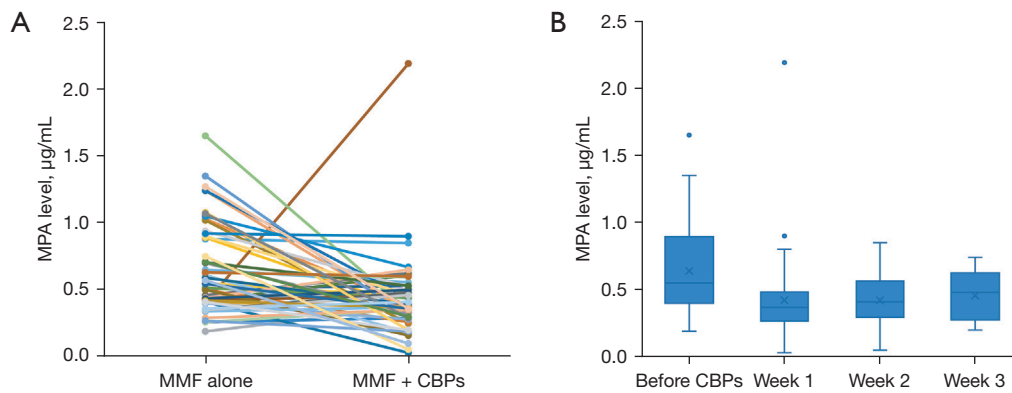 A
MPA level, µg/mL
2.5
2.0
1.5
1.0
0.5
0.0
MMF alone
MMF + CBPs
B
MPA level, µg/mL
2.5
2.0
1.5
1.0
0.5
0.0
Before CBPs
Week 1
Week 2
Week 3